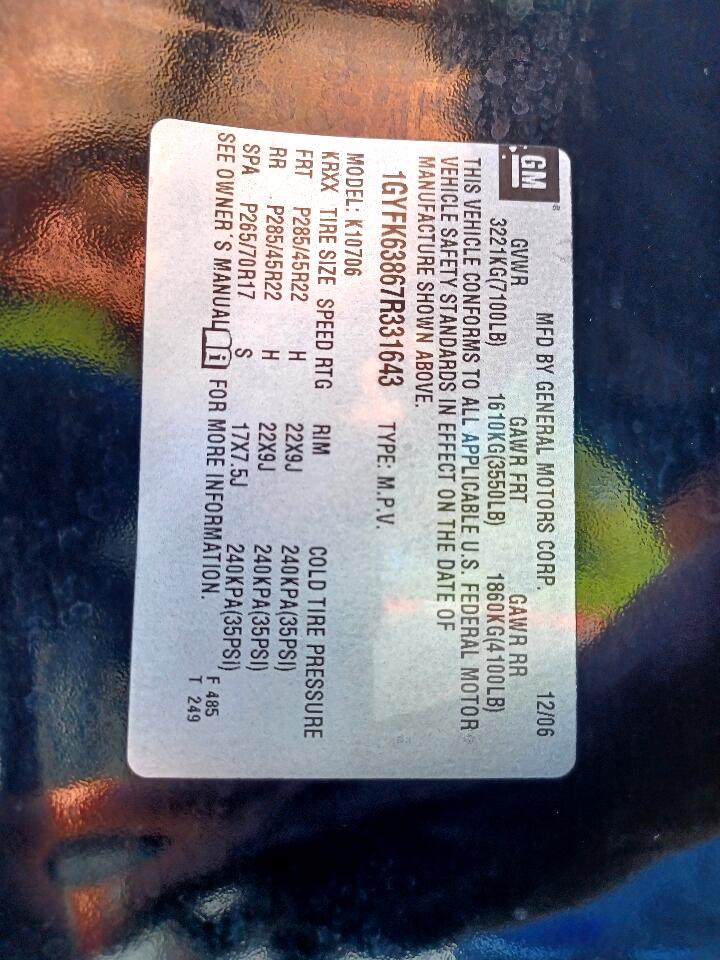 GM
MFD BY GENERAL MOTORS CORP. 12/06
GVWR GAWR FRT GAWR RR
3221KG(7100LB) 1610KG(3550LB) 1860KG(4100LB)
THIS VEHICLE CONFORMS TO ALL APPLICABLE U.S. FEDERAL MOTOR
VEHICLE SAFETY STANDARDS IN EFFECT ON THE DATE OF
MANUFACTURE SHOWN ABOVE.
1GYFK63867R331643 TYPE: M.P.V.
MODEL: K10706
KRXX TIRE SIZE SPEED RTG RIM COLD TIRE PRESSURE
FRT P285/45R22 H 22X9J 240KPA(35PSI)
RR P285/45R22 H 22X9J 240KPA(35PSI)
SPA P265/70R17 S 17X7.5J 240KPA(35PSI)
SEE OWNER'S MANUAL i FOR MORE INFORMATION.
F 485
T 249